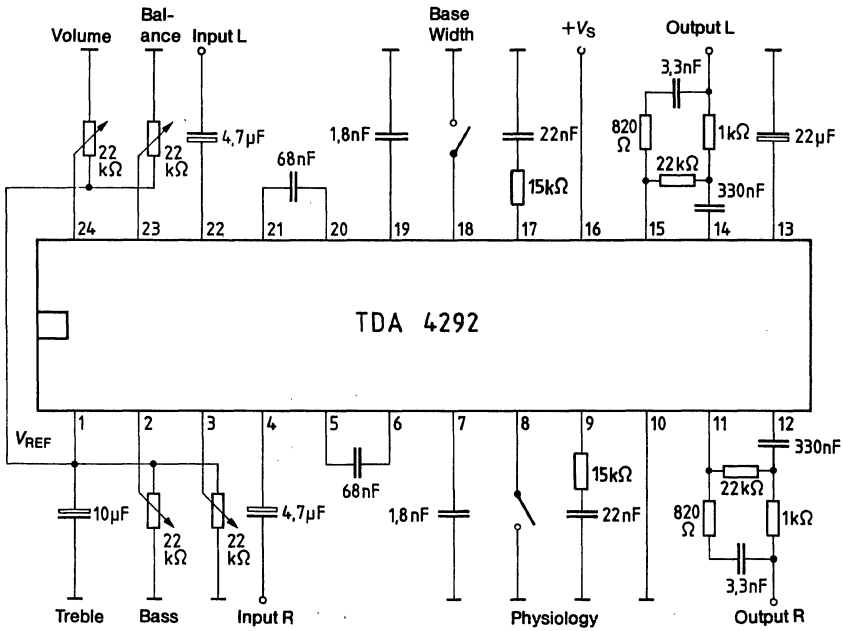 Volume
Bal-
ance
Input L
Base
Width
+VS
Output L
3,3nF
22
kΩ
22
kΩ
4,7µF
68nF
1,8nF
22nF
15kΩ
820
Ω
1kΩ
22kΩ
330nF
22µF
24 23 22 21 20 19 18 17 16 15 14 13
TDA 4292
1 2 3 4 5 6 7 8 9 10 11 12
VREF
10µF
22
kΩ
22
kΩ
4,7µF
68nF
1,8nF
15kΩ
22nF
330nF
22kΩ
820
Ω
1kΩ
3,3nF
Treble
Bass
Input R
Physiology
Output R